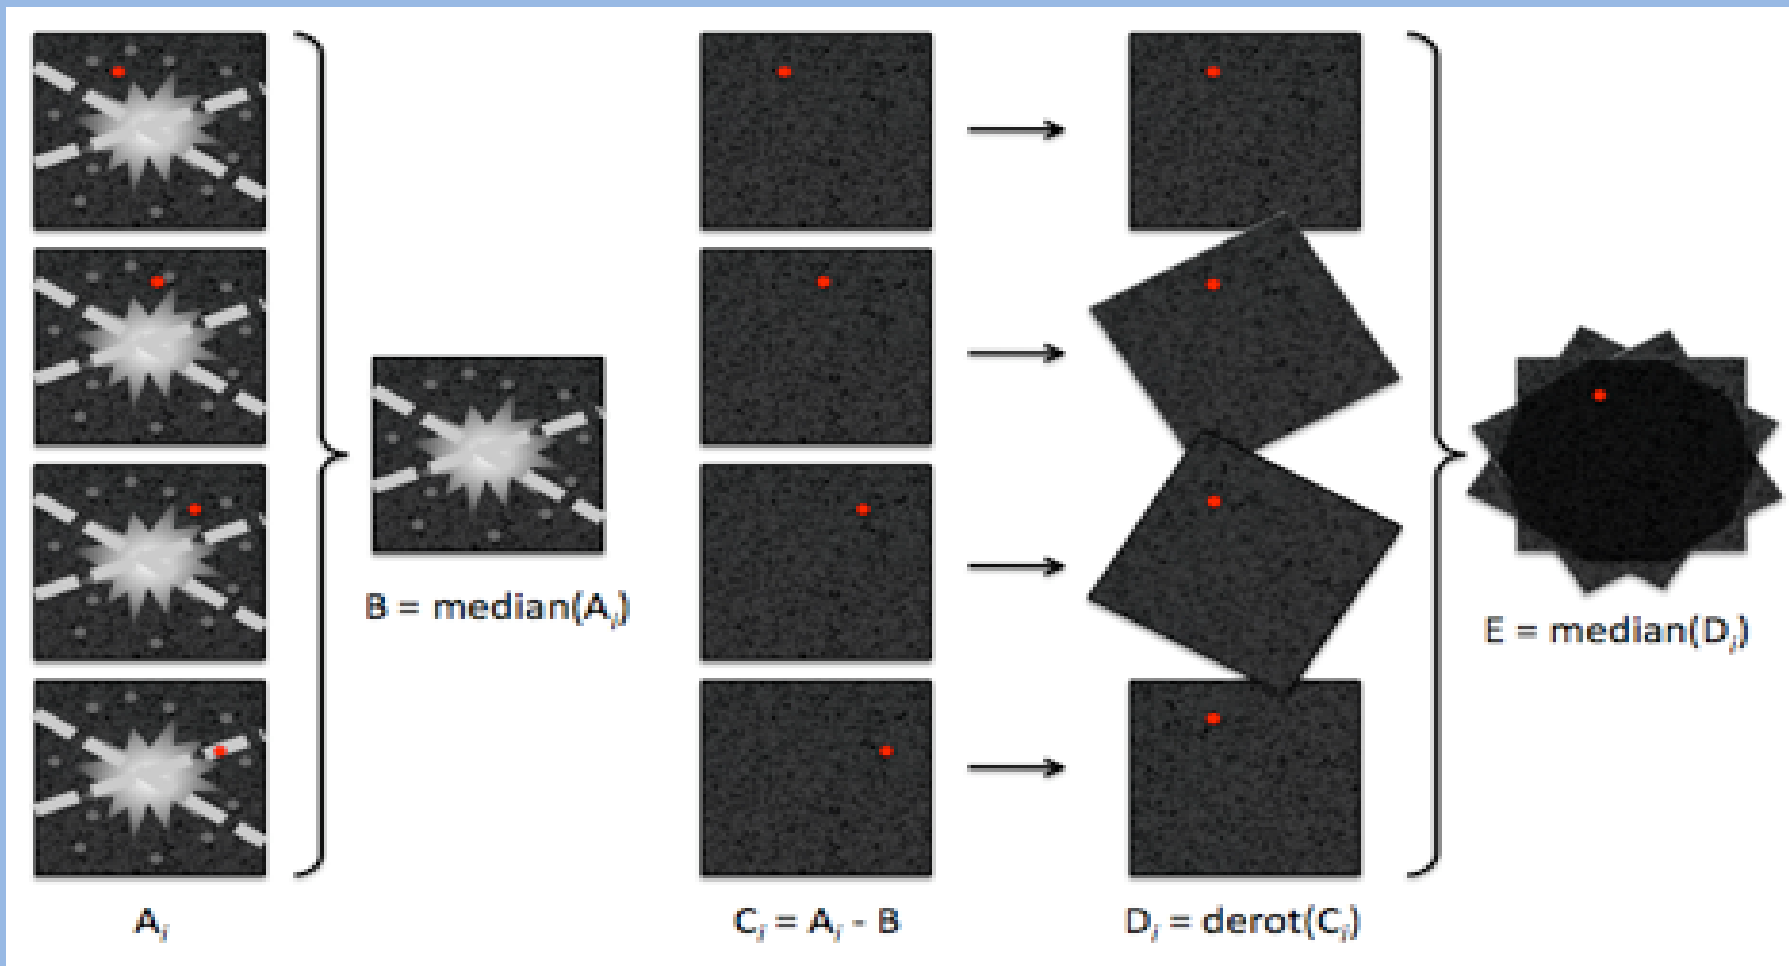 B = median(Aᵢ)
E = median(Dᵢ)
Aᵢ
Cᵢ = Aᵢ - B
Dᵢ = derot(Cᵢ)